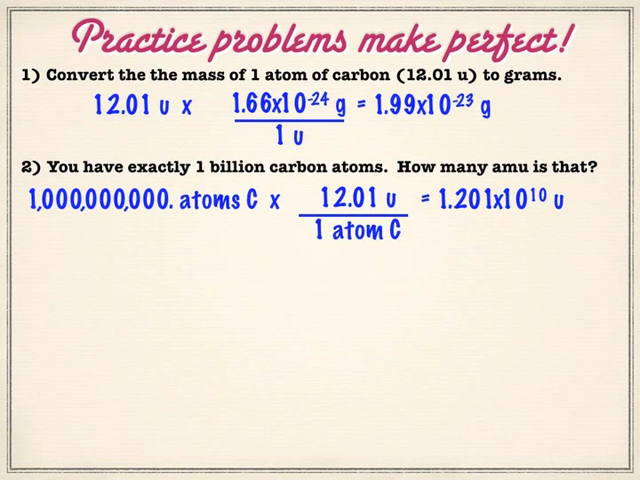 Practice problems make perfect!
1) Convert the the mass of 1 atom of carbon (12.01 u) to grams.
12.01 u x 1.66x10⁻²⁴ g = 1.99x10⁻²³ g
1 u
2) You have exactly 1 billion carbon atoms. How many amu is that?
1,000,000,000. atoms C x 12.01 u = 1.201x10¹⁰ u
1 atom C